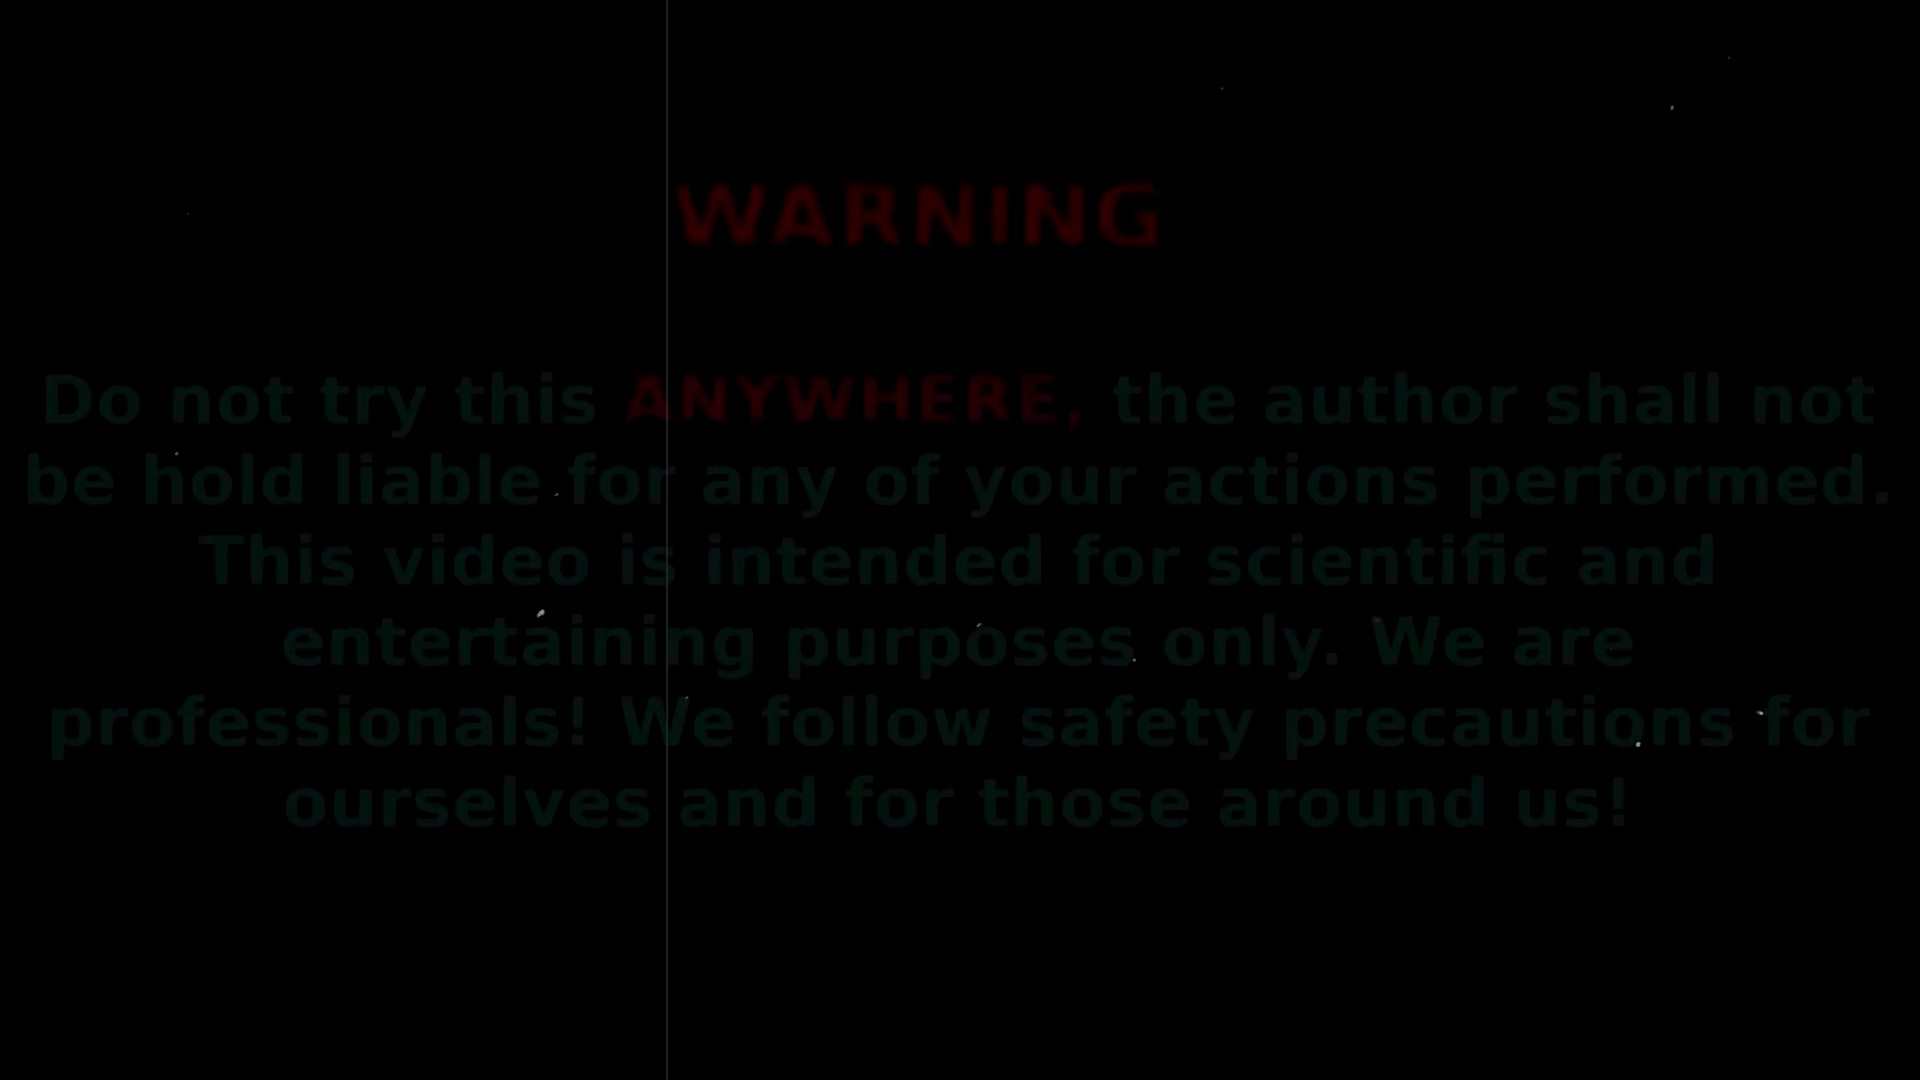 WARNING
Do not try this ANYWHERE, the author shall not
be hold liable for any of your actions performed.
This video is intended for scientific and
entertaining purposes only. We are
professionals! We follow safety precautions for
ourselves and for those around us!